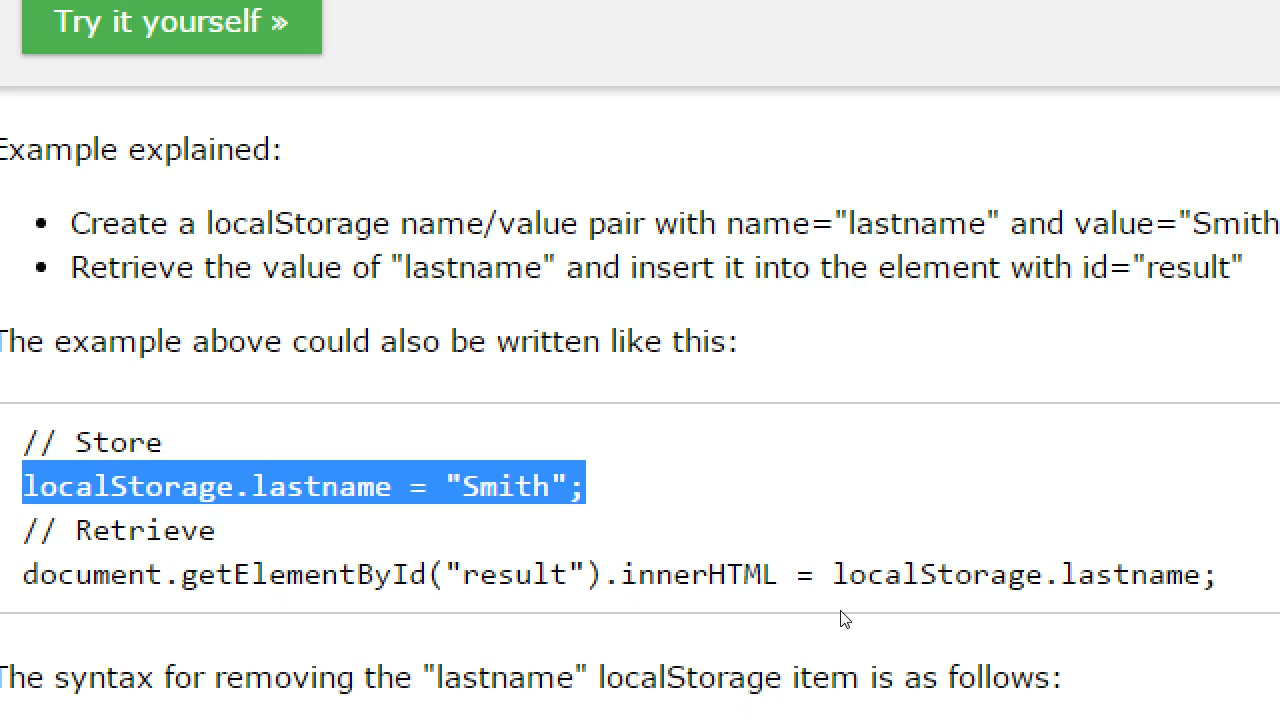 Try it yourself »
Example explained:
• Create a localStorage name/value pair with name="lastname" and value="Smith
• Retrieve the value of "lastname" and insert it into the element with id="result"
The example above could also be written like this:
// Store
localStorage.lastname = "Smith";
// Retrieve
document.getElementById("result").innerHTML = localStorage.lastname;
The syntax for removing the "lastname" localStorage item is as follows: